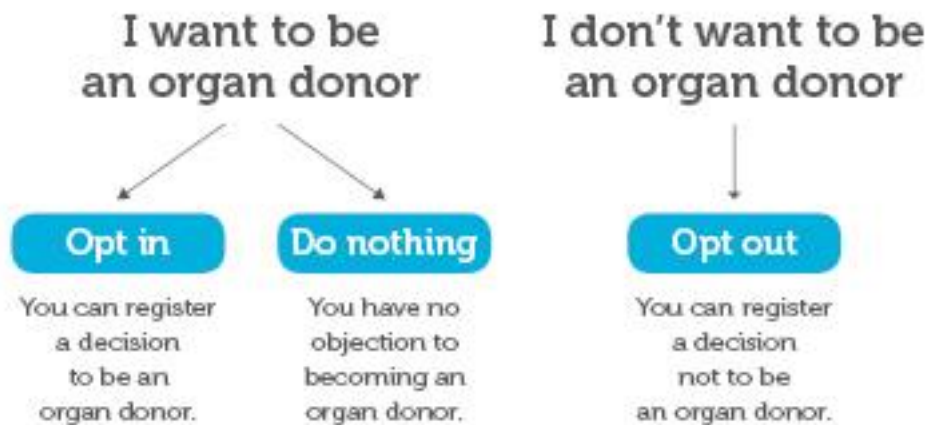 I want to be
an organ donor
I don't want to be
an organ donor
Opt in
You can register
a decision
to be an
organ donor.
Do nothing
You have no
objection to
becoming an
organ donor.
Opt out
You can register
a decision
not to be
an organ donor.